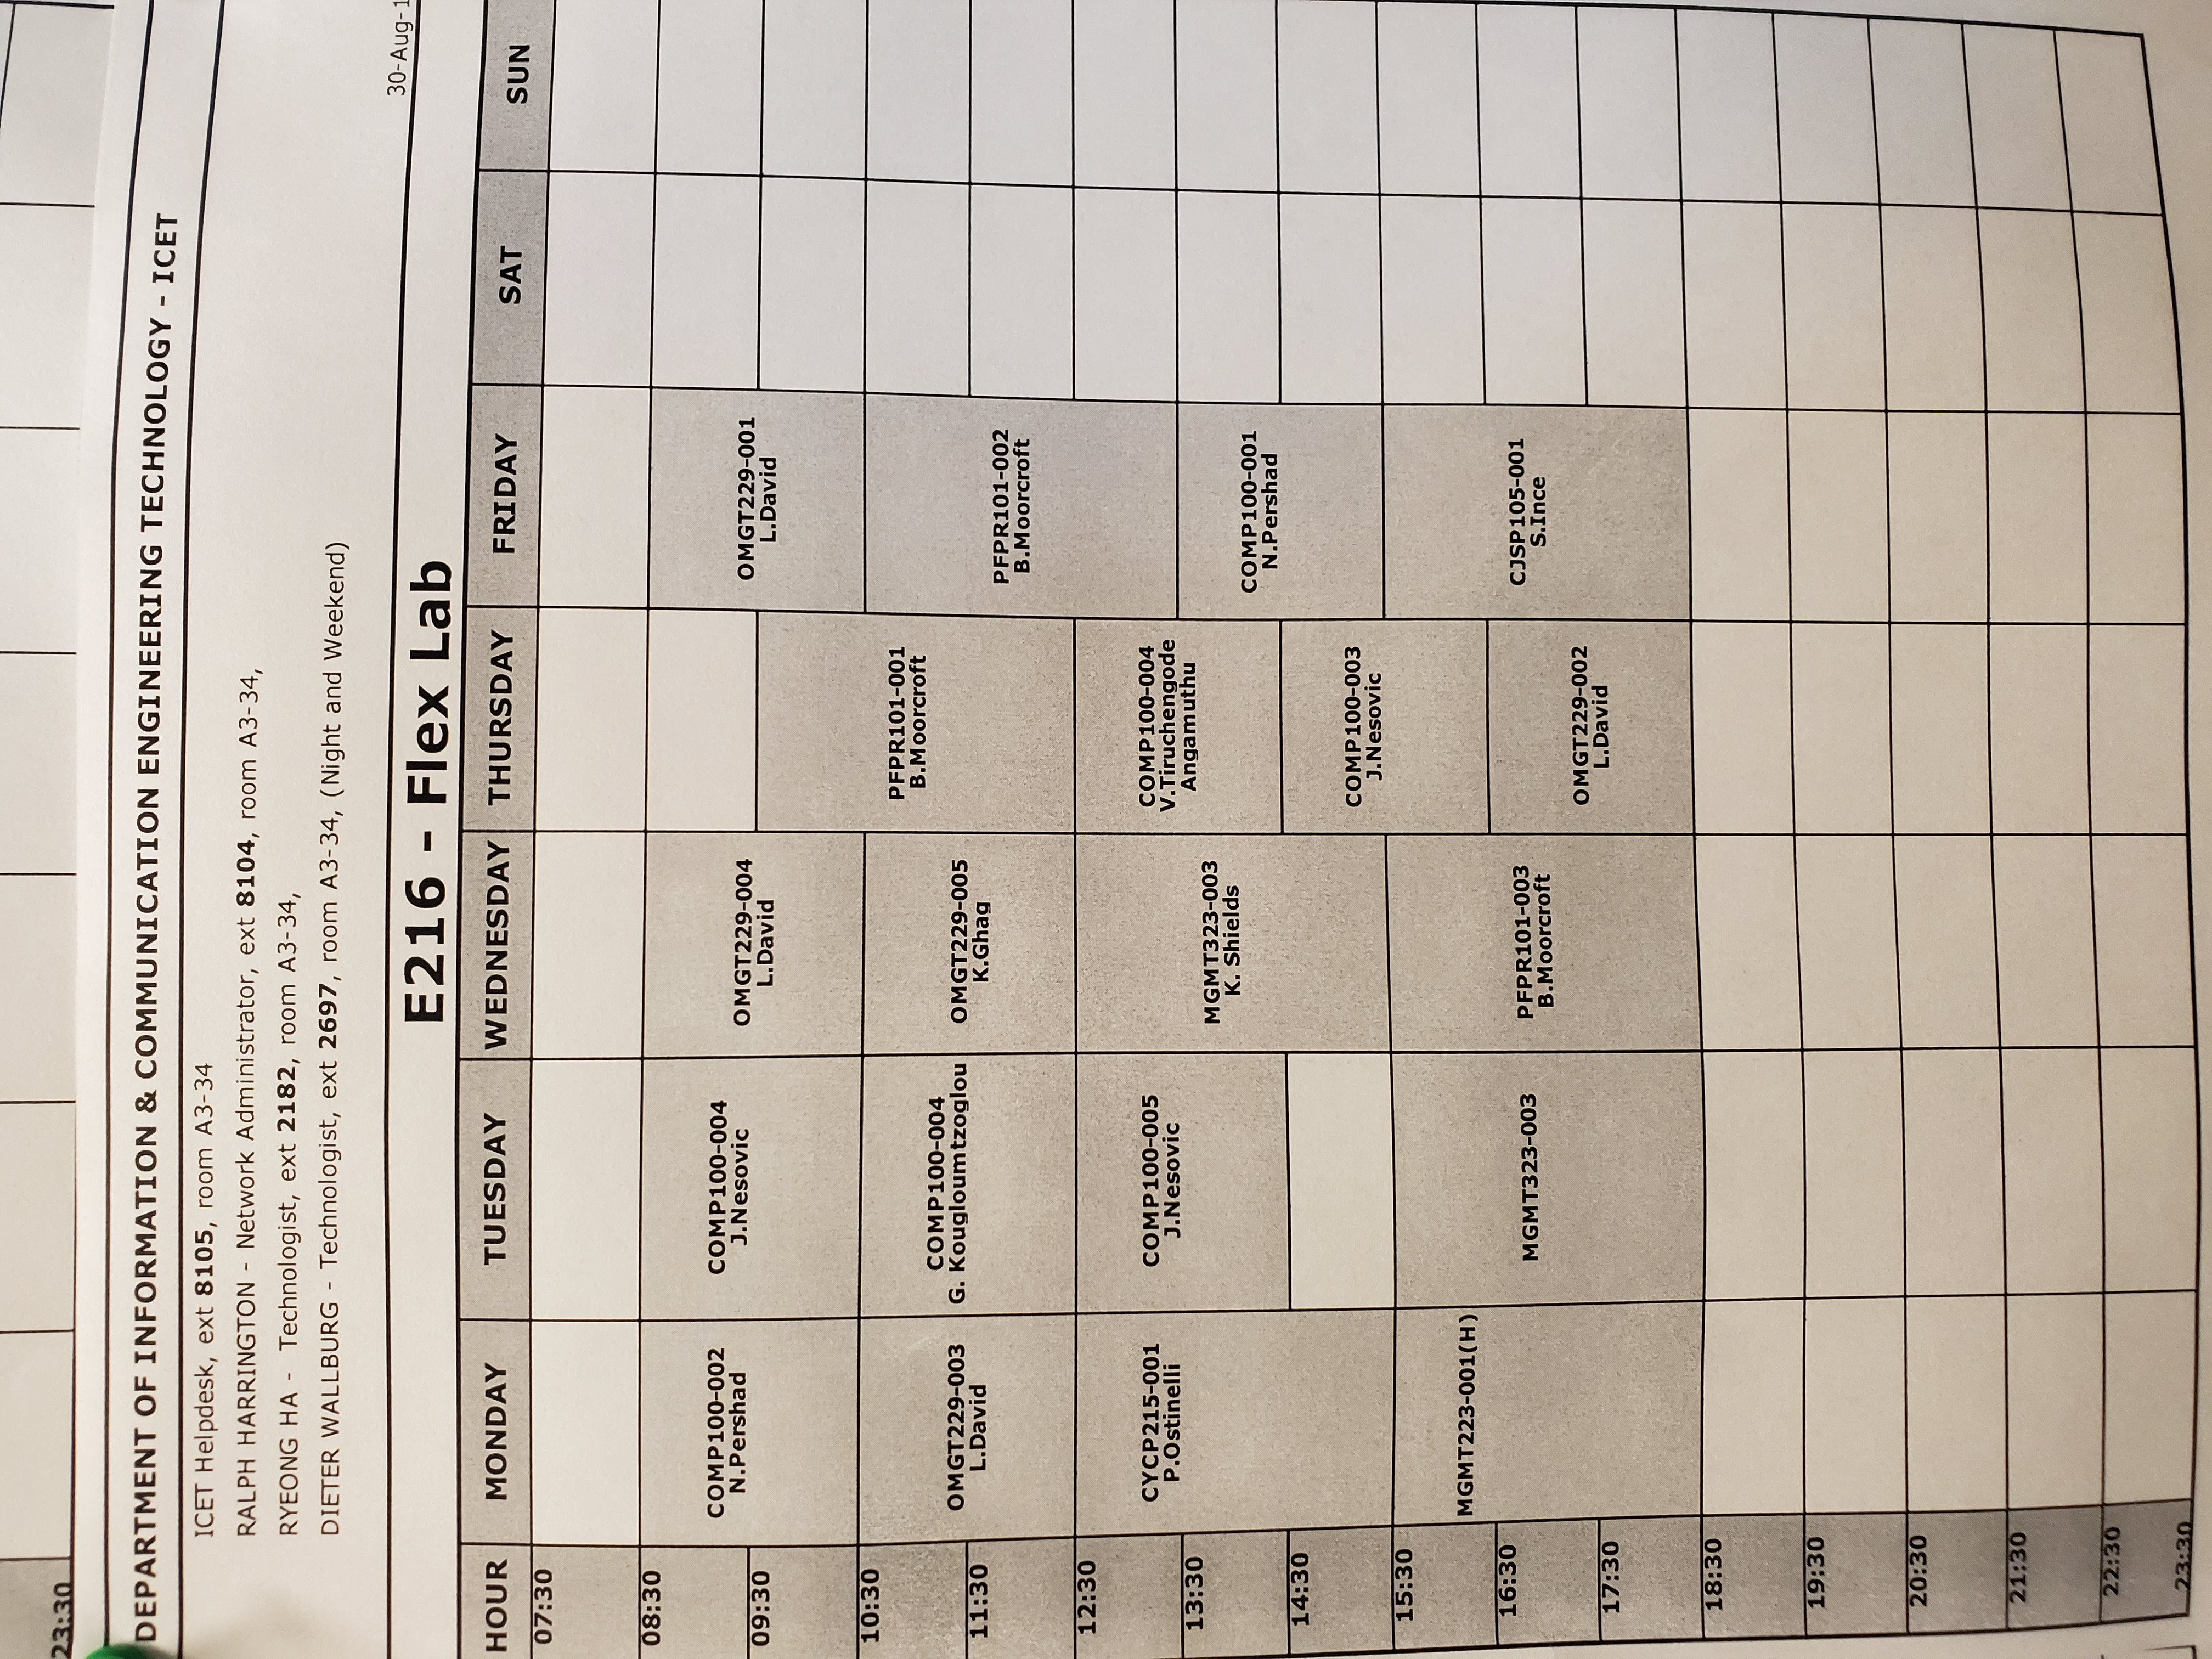 23:30
DEPARTMENT OF INFORMATION & COMMUNICATION ENGINEERING TECHNOLOGY - ICET
ICET Helpdesk, ext 8105, room A3-34
RALPH HARRINGTON - Network Administrator, ext 8104, room A3-34,
RYEONG HA - Technologist, ext 2182, room A3-34,
DIETER WALLBURG - Technologist, ext 2697, room A3-34, (Night and Weekend)
30-Aug-1
E216 - Flex Lab
HOUR MONDAY TUESDAY WEDNESDAY THURSDAY FRIDAY SAT SUN
07:30
08:30
COMP100-002
N.Pershad
COMP100-004
J.Nesovic
OMGT229-004
L.David
OMGT229-001
L.David
09:30
PFPR101-001
B.Moorcroft
10:30
OMGT229-003
L.David
COMP100-004
G. Kougloumtzoglou
OMGT229-005
K.Ghag
PFPR101-002
B.Moorcroft
11:30
12:30
CYCP215-001
P.Ostinelli
COMP100-005
J.Nesovic
MGMT323-003
K. Shields
COMP100-004
V.Tiruchengode
Angamuthu
13:30
COMP100-001
N.Pershad
14:30
COMP100-003
J.Nesovic
15:30
MGMT223-001(H)
MGMT323-003
PFPR101-003
B.Moorcroft
CJSP105-001
S.Ince
16:30
OMGT229-002
L.David
17:30
18:30
19:30
20:30
21:30
22:30
23:30